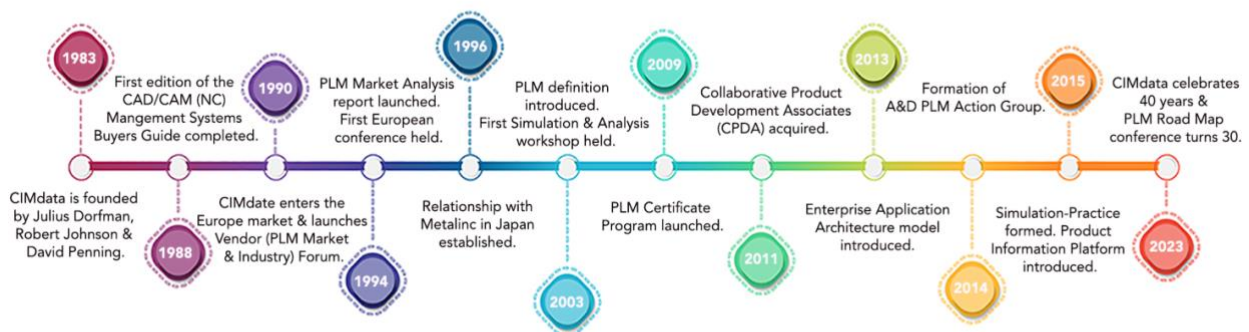 1983
CIMdata is founded
by Julius Dorfman,
Robert Johnson &
David Penning.
First edition of the
CAD/CAM (NC)
Mangement Systems
Buyers Guide completed.
1988
1990
CIMdate enters the
Europe market & launches
Vendor (PLM Market
& Industry) Forum.
PLM Market Analysis
report launched.
First European
conference held.
1994
1996
Relationship with
Metalinc in Japan
established.
PLM definition
introduced.
First Simulation & Analysis
workshop held.
2003
2009
PLM Certificate
Program launched.
Collaborative Product
Development Associates
(CPDA) acquired.
2011
2013
Enterprise Application
Architecture model
introduced.
Formation of
A&D PLM Action Group.
2014
2015
Simulation-Practice
formed. Product
Information Platform
introduced.
CIMdata celebrates
40 years &
PLM Road Map
conference turns 30.
2023